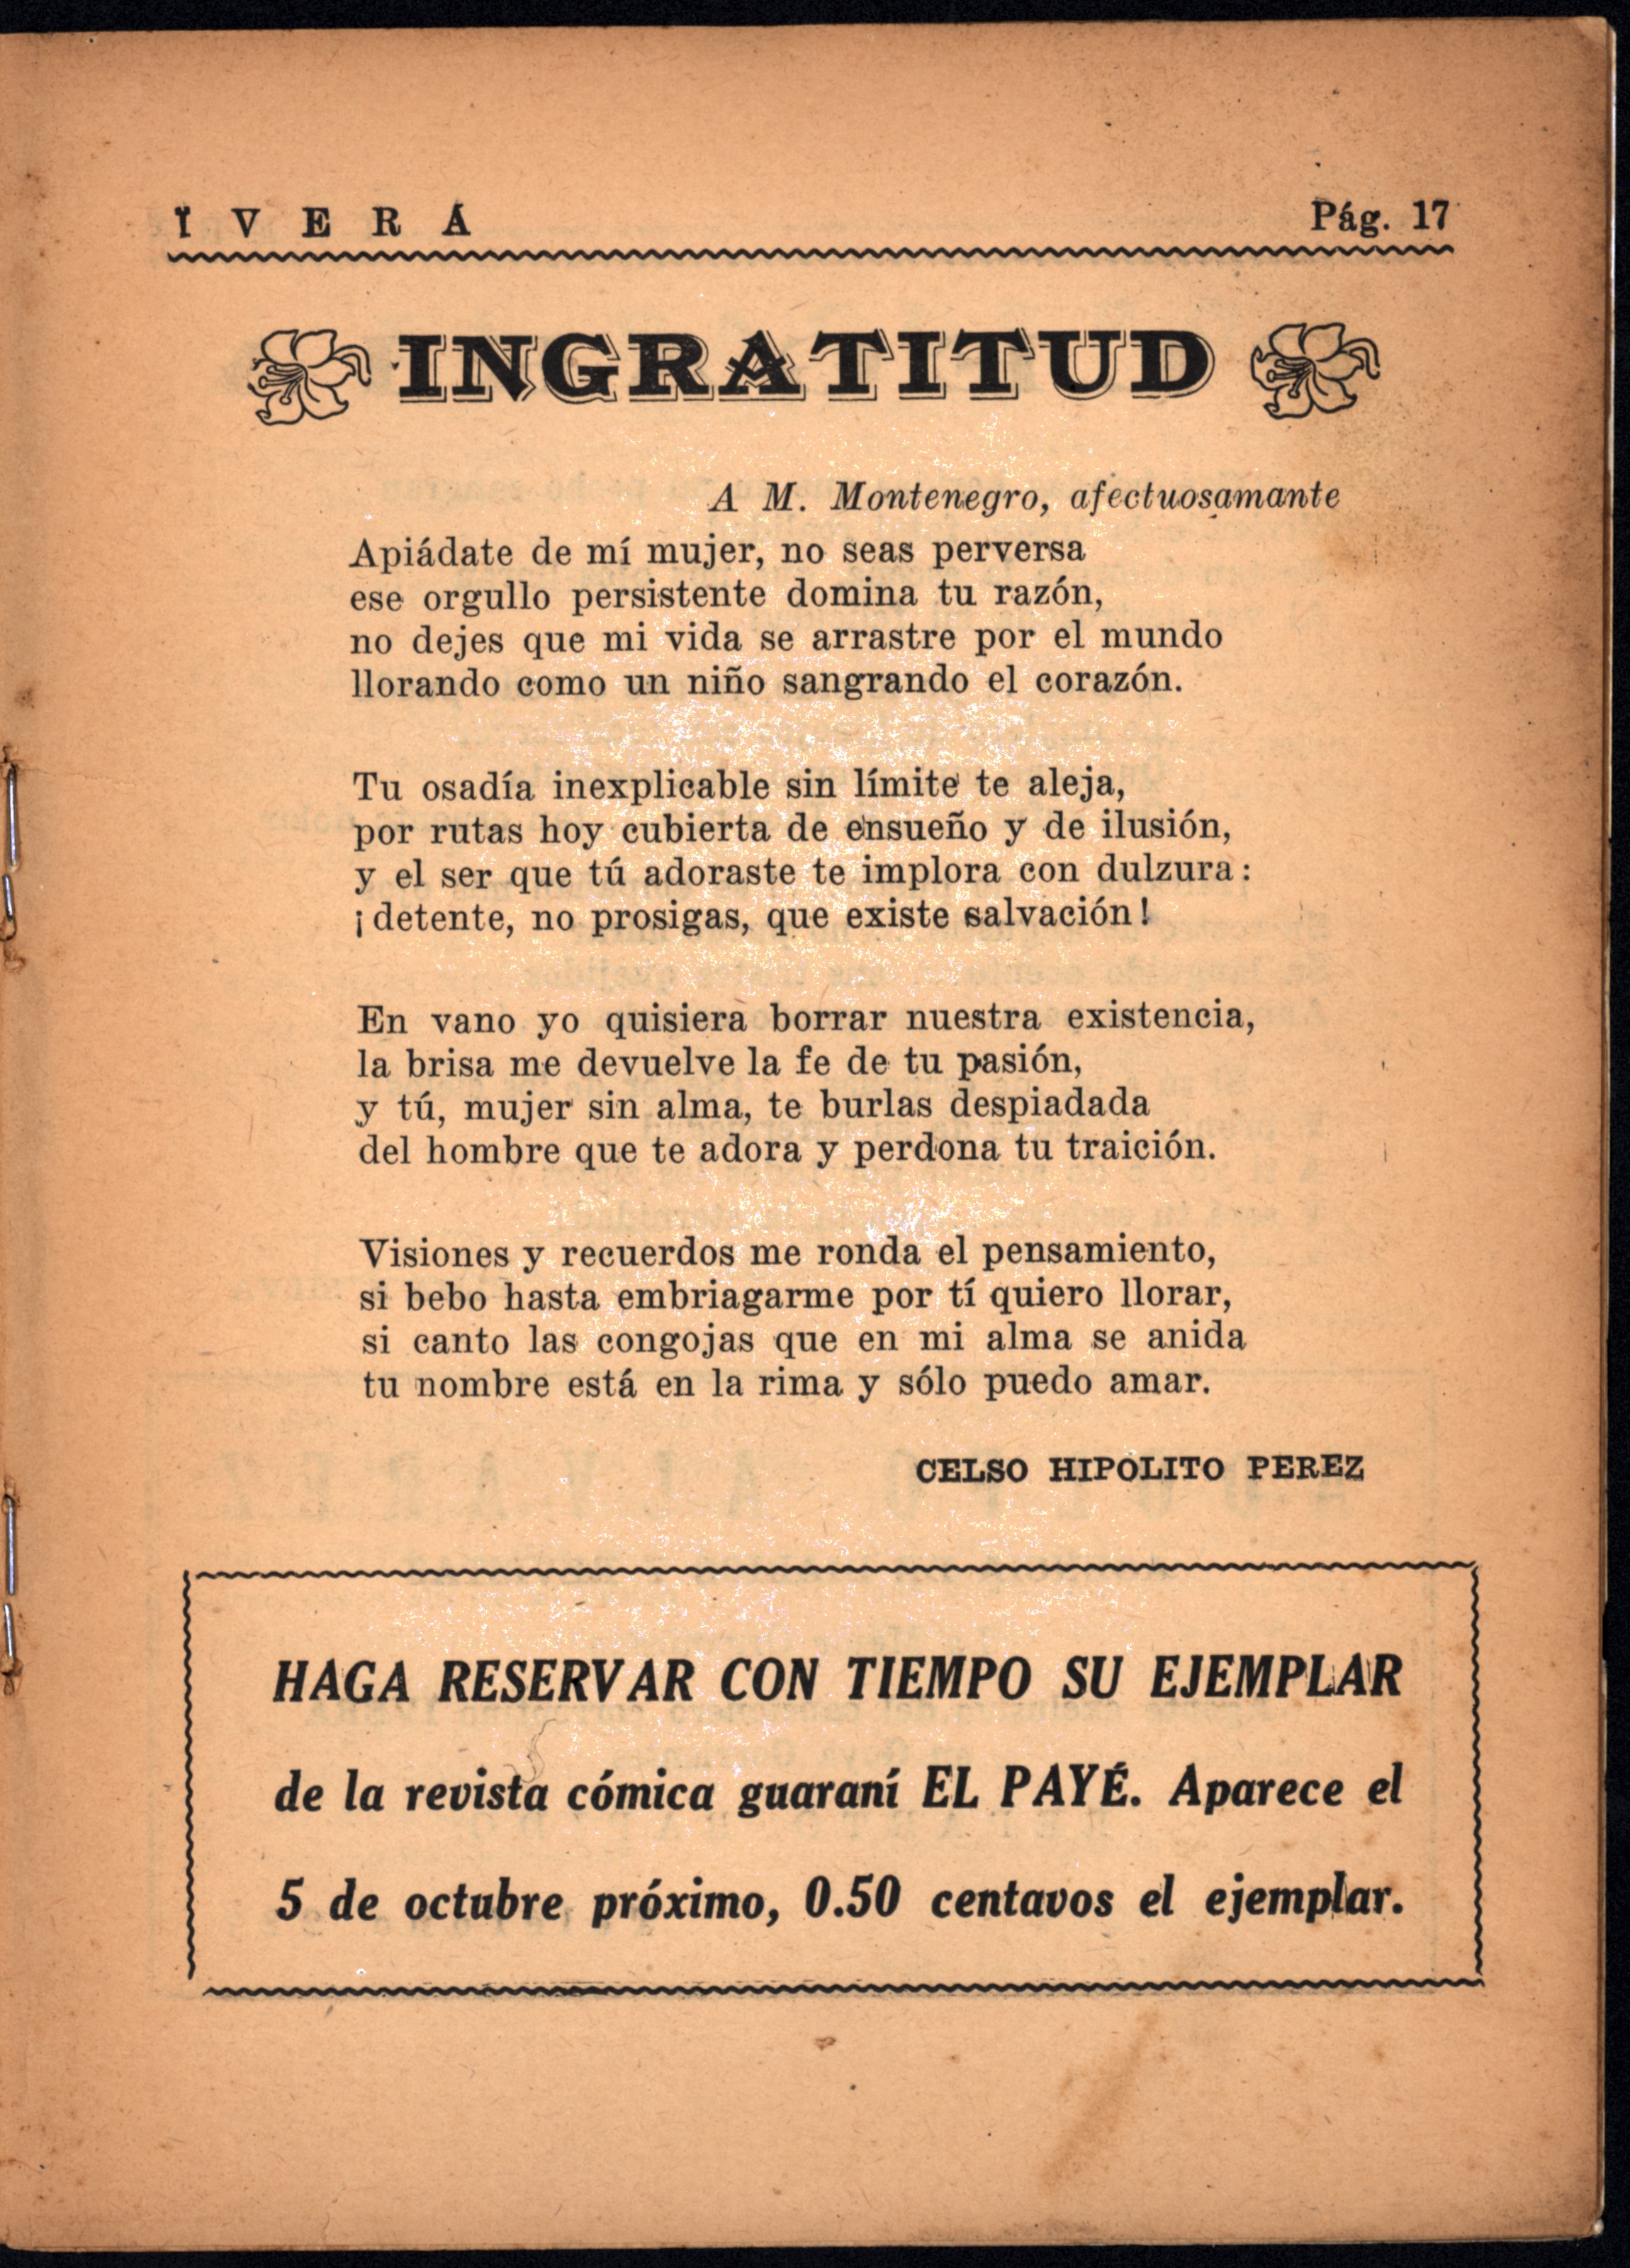 Ï V E R Á
Pág. 17
INGRATITUD
A M. Montenegro, afectuosamante
Apiádate de mí mujer, no seas perversa
ese orgullo persistente domina tu razón,
no dejes que mi vida se arrastre por el mundo
llorando como un niño sangrando el corazón.
Tu osadía inexplicable sin límite te aleja,
por rutas hoy cubierta de ensueño y de ilusión,
y el ser que tú adoraste te implora con dulzura:
¡detente, no prosigas, que existe salvación!
En vano yo quisiera borrar nuestra existencia,
la brisa me devuelve la fe de tu pasión,
y tú, mujer sin alma, te burlas despiadada
del hombre que te adora y perdona tu traición.
Visiones y recuerdos me ronda el pensamiento,
si bebo hasta embriagarme por tí quiero llorar,
si canto las congojas que en mi alma se anida
tu nombre está en la rima y sólo puedo amar.
CELSO HIPOLITO PEREZ
HAGA RESERVAR CON TIEMPO SU EJEMPLAR
de la revista cómica guaraní EL PAYÉ. Aparece el
5 de octubre próximo, 0.50 centavos el ejemplar.